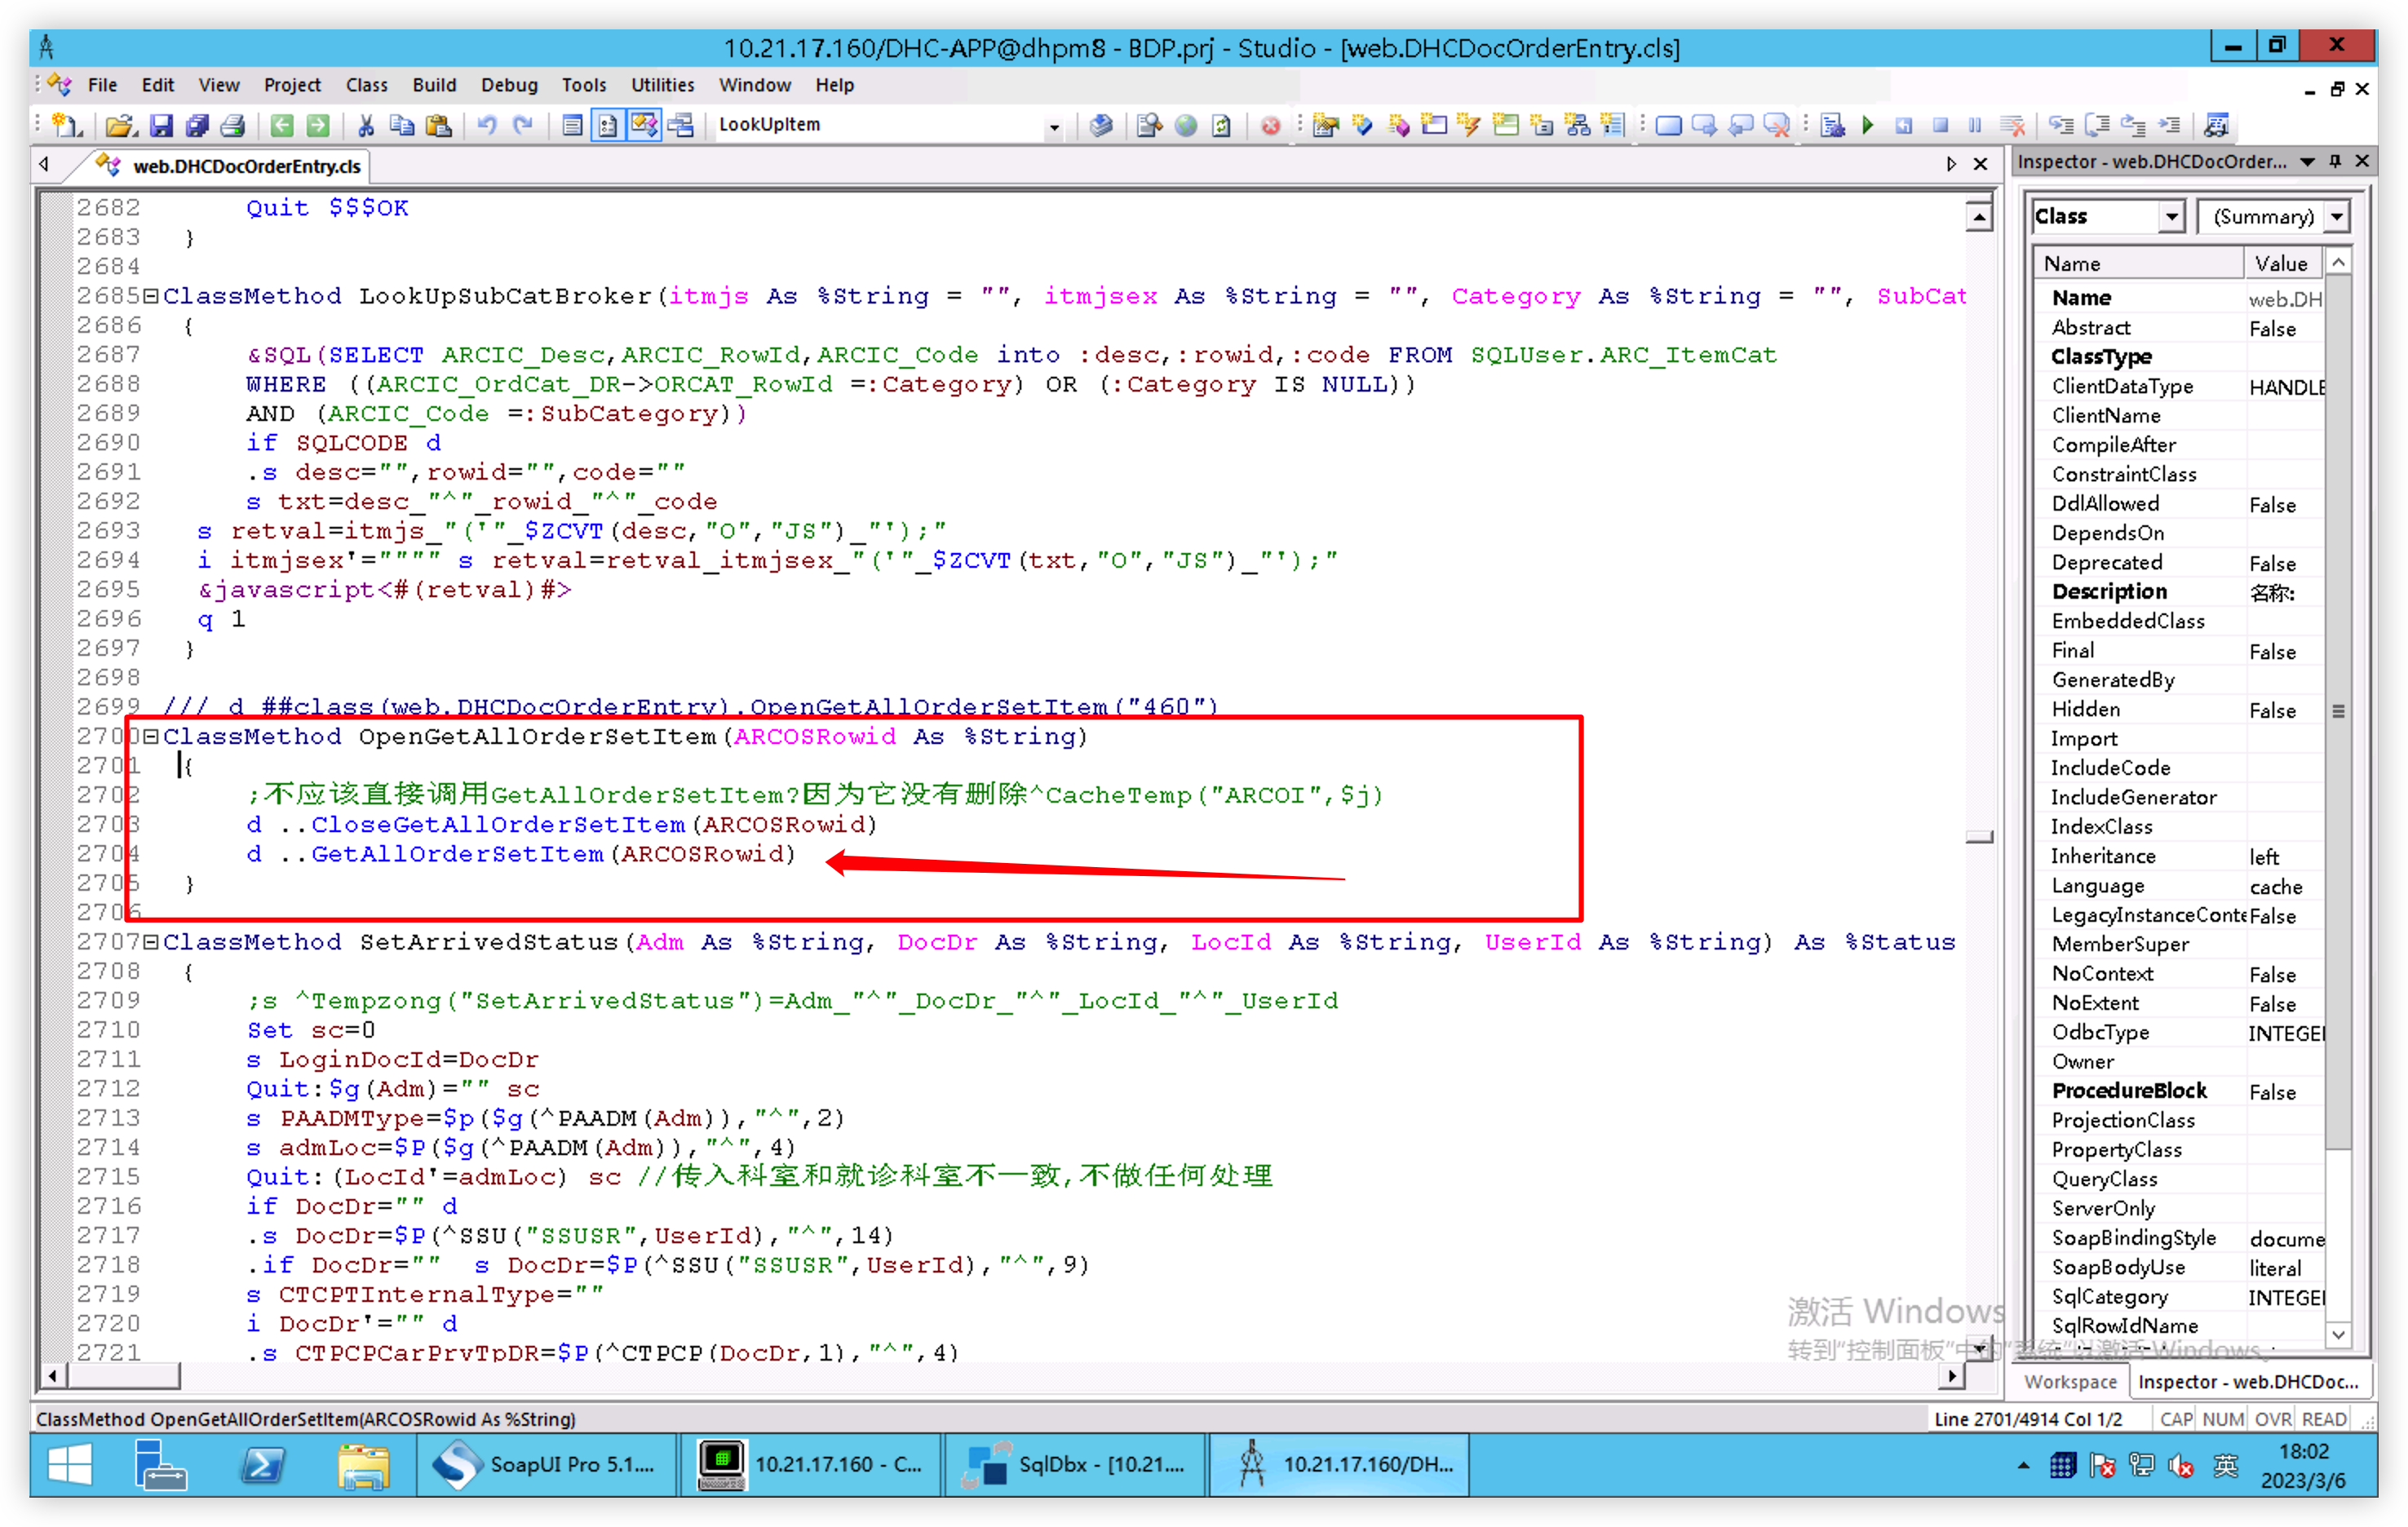 10.21.17.160/DHC-APP@dhpm8 - BDP.prj - Studio - [web.DHCDocOrderEntry.cls]
File Edit View Project Class Build Debug Tools Utilities Window Help
LookUpItem
web.DHCDocOrderEntry.cls
2682 Quit $$$OK
2683 }
2684
2685 ClassMethod LookUpSubCatBroker(itmjs As %String = "", itmjsex As %String = "", Category As %String = "", SubCat
2686 {
2687 &SQL(SELECT ARCIC_Desc,ARCIC_RowId,ARCIC_Code into :desc,:rowid,:code FROM SQLUser.ARC_ItemCat
2688 WHERE ((ARCIC_OrdCat_DR->ORCAT_RowId =:Category) OR (:Category IS NULL))
2689 AND (ARCIC_Code =:SubCategory))
2690 if SQLCODE d
2691 .s desc="",rowid="",code=""
2692 s txt=desc_"^"_rowid_"^"_code
2693 s retval=itmjs_"('"_$ZCVT(desc,"O","JS")_"');"
2694 i itmjsex'="""" s retval=retval_itmjsex_"('"_$ZCVT(txt,"O","JS")_"');"
2695 &javascript<#(retval)#>
2696 q 1
2697 }
2698
2699 /// d ##class(web.DHCDocOrderEntry).OpenGetAllOrderSetItem("460")
2700 ClassMethod OpenGetAllOrderSetItem(ARCOSRowid As %String)
2701 {
2702 ;不应该直接调用GetAllOrderSetItem?因为它没有删除^CacheTemp("ARCOI",$j)
2703 d ..CloseGetAllOrderSetItem(ARCOSRowid)
2704 d ..GetAllOrderSetItem(ARCOSRowid)
2705 }
2706
2707 ClassMethod SetArrivedStatus(Adm As %String, DocDr As %String, LocId As %String, UserId As %String) As %Status
2708 {
2709 ;s ^Tempzong("SetArrivedStatus")=Adm_"^"_DocDr_"^"_LocId_"^"_UserId
2710 Set sc=0
2711 s LoginDocId=DocDr
2712 Quit:$g(Adm)="" sc
2713 s PAADMType=$p($g(^PAADM(Adm)),"^",2)
2714 s admLoc=$P($g(^PAADM(Adm)),"^",4)
2715 Quit:(LocId'=admLoc) sc //传入科室和就诊科室不一致,不做任何处理
2716 if DocDr="" d
2717 .s DocDr=$P(^SSU("SSUSR",UserId),"^",14)
2718 .if DocDr="" s DocDr=$P(^SSU("SSUSR",UserId),"^",9)
2719 s CTCPTInternalType=""
2720 i DocDr'="" d
2721 .s CTPCPCarPrvTpDR=$P(^CTPCP(DocDr,1),"^",4)
Inspector - web.DHCDocOrder...
Class (Summary)
Name Value
Name web.DH
Abstract False
ClassType
ClientDataType HANDLE
ClientName
CompileAfter
ConstraintClass
DdlAllowed False
DependsOn
Deprecated False
Description 名称:
EmbeddedClass
Final False
GeneratedBy
Hidden False
Import
IncludeCode
IncludeGenerator
IndexClass
Inheritance left
Language cache
LegacyInstanceConte False
MemberSuper
NoContext False
NoExtent False
OdbcType INTEGE
Owner
ProcedureBlock False
ProjectionClass
PropertyClass
QueryClass
ServerOnly
SoapBindingStyle docume
SoapBodyUse literal
SqlCategory INTEGE
SqlRowIdName
激活 Windows
转到"控制面板"中的"系统"以激活 Windows。
Workspace Inspector - web.DHCDoc...
ClassMethod OpenGetAllOrderSetItem(ARCOSRowid As %String)
Line 2701/4914 Col 1/2 CAP NUM OVR READ
SoapUI Pro 5.1.... 10.21.17.160 - C... SqlDbx - [10.21.... 10.21.17.160/DH...
英
18:02
2023/3/6